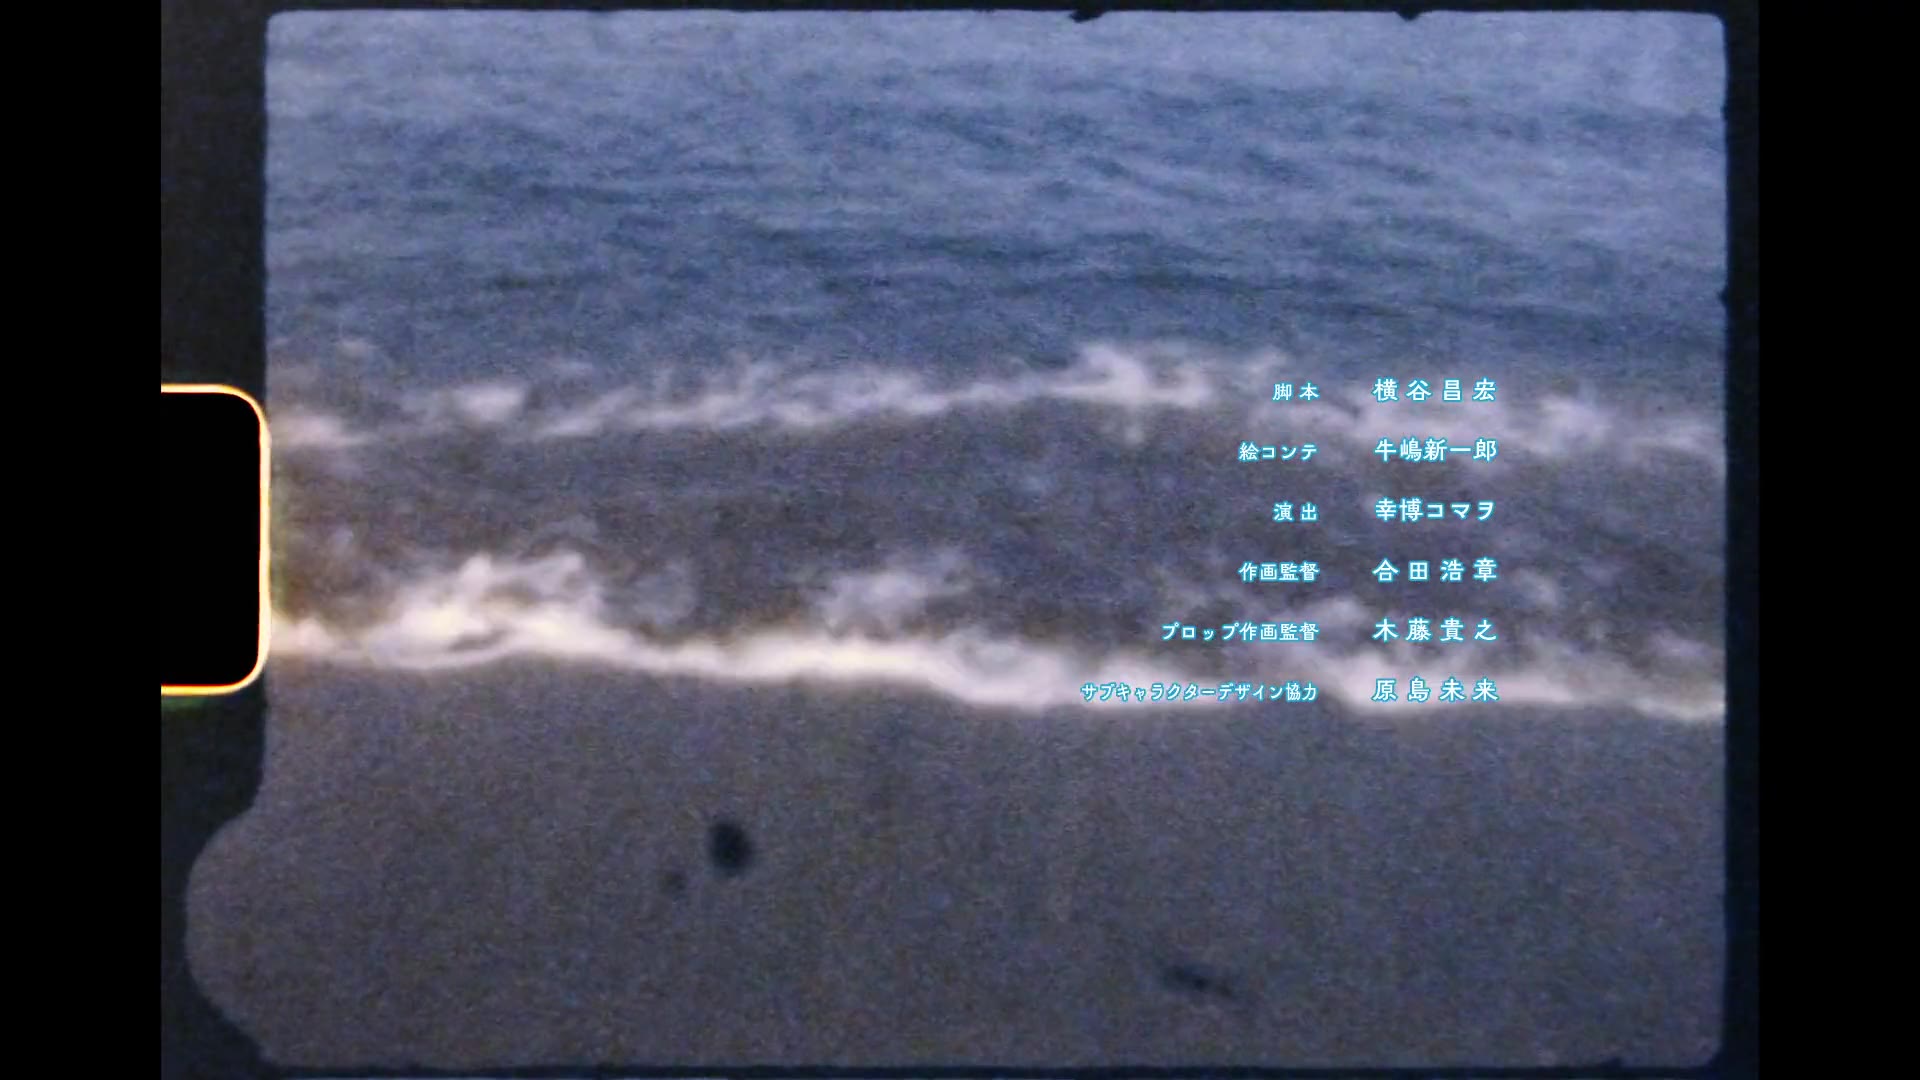 脚本 横谷昌宏
絵コンテ 牛嶋新一郎
演出 幸博コマヲ
作画監督 合田浩章
プロップ作画監督 木藤貴之
サブキャラクターデザイン協力 原島未来